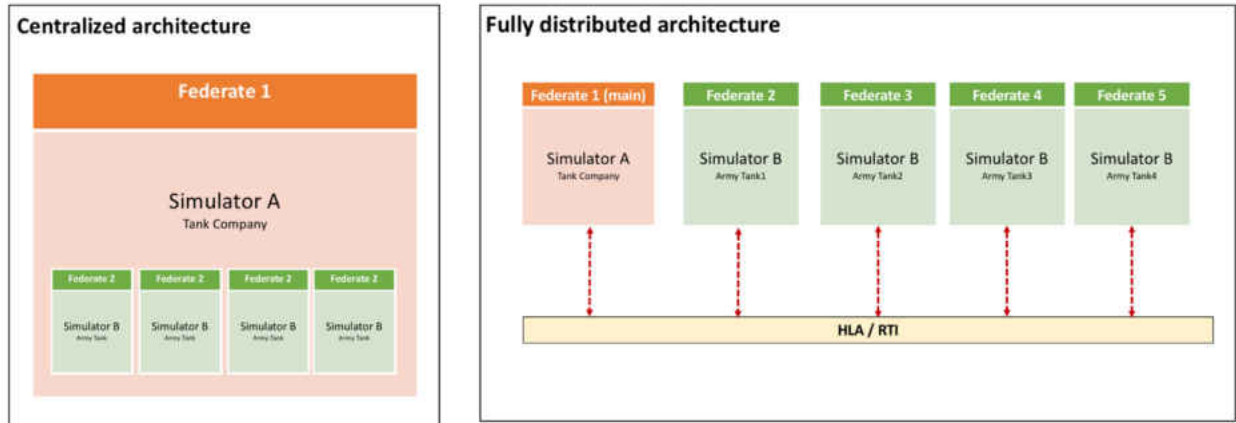 Centralized architecture
Federate 1
Simulator A
Tank Company
Federate 2
Federate 2
Federate 2
Federate 2
Simulator B
Simulator B
Simulator B
Simulator B
Army Tank
Army Tank
Army Tank
Army Tank
Fully distributed architecture
Federate 1 (main)
Federate 2
Federate 3
Federate 4
Federate 5
Simulator A
Simulator B
Simulator B
Simulator B
Simulator B
Tank Company
Army Tank1
Army Tank2
Army Tank3
Army Tank4
HLA / RTI